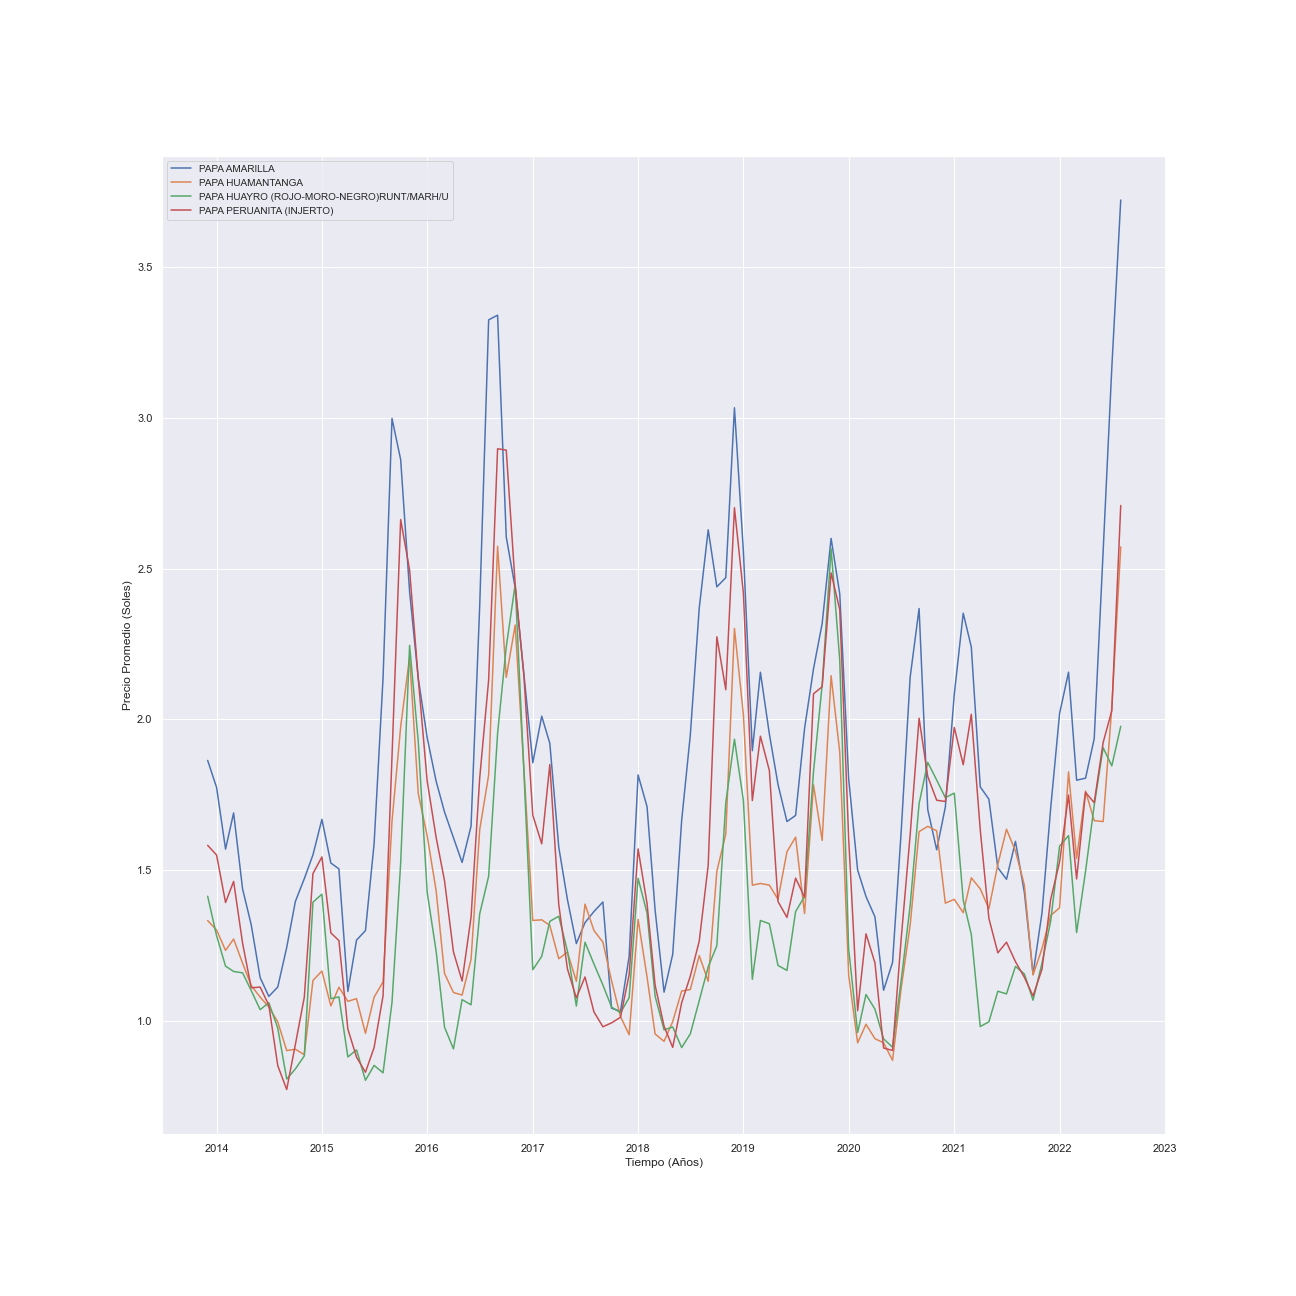 PAPA AMARILLA
PAPA HUAMANTANGA
PAPA HUAYRO (ROJO-MORO-NEGRO)RUNT/MARH/U
PAPA PERUANITA (INJERTO)
3.5
3.0
2.5
2.0
1.5
1.0
Precio Promedio (Soles)
2014 2015 2016 2017 2018 2019 2020 2021 2022 2023
Tiempo (Años)